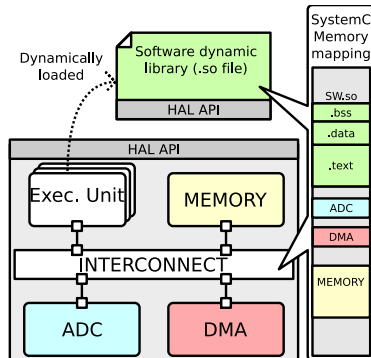 SystemC
Memory
mapping
Dynamically
loaded
Software dynamic
library (.so file)
HAL API
SW.so
.bss
.data
.text
ADC
DMA
MEMORY
HAL API
Exec. Unit
MEMORY
INTERCONNECT
ADC
DMA